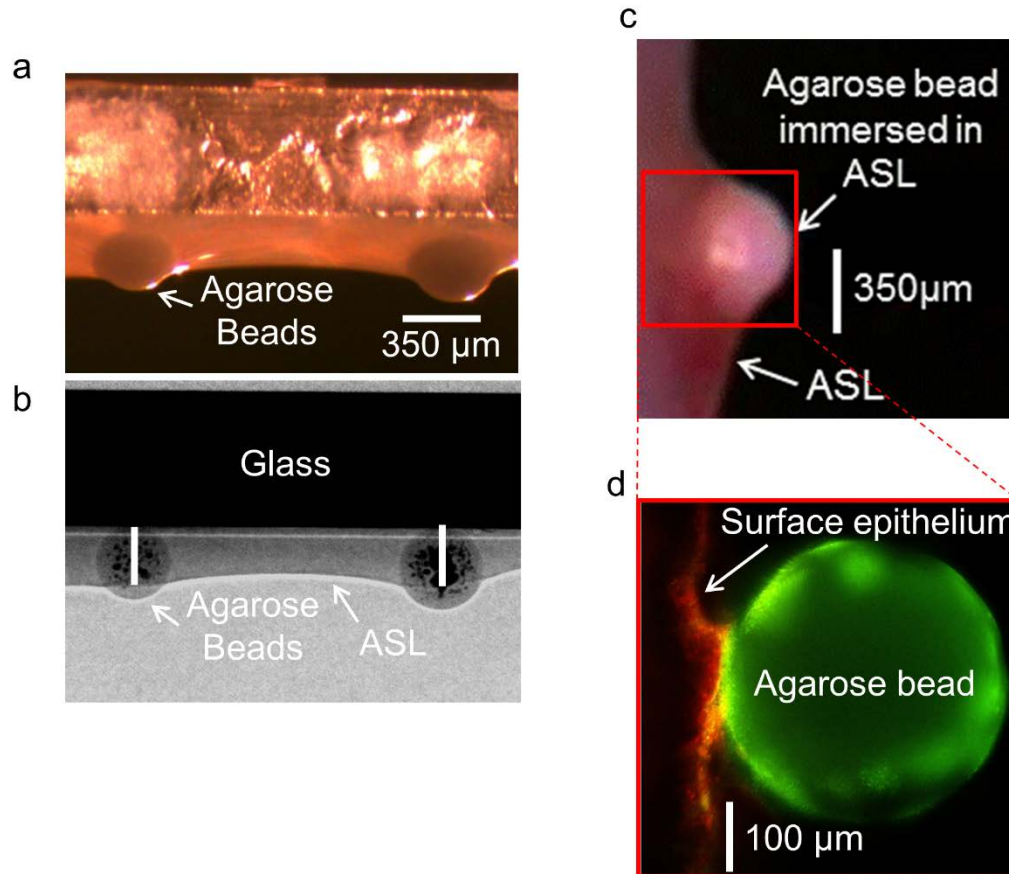 a
Agarose
Beads
350 µm
b
Glass
Agarose
Beads
ASL
c
Agarose bead
immersed in
ASL
350µm
ASL
d
Surface epithelium
Agarose bead
100 µm